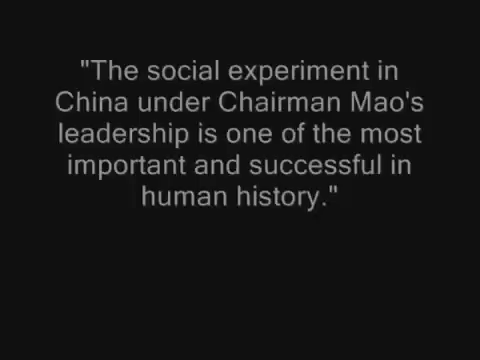 "The social experiment in
China under Chairman Mao's
leadership is one of the most
important and successful in
human history."